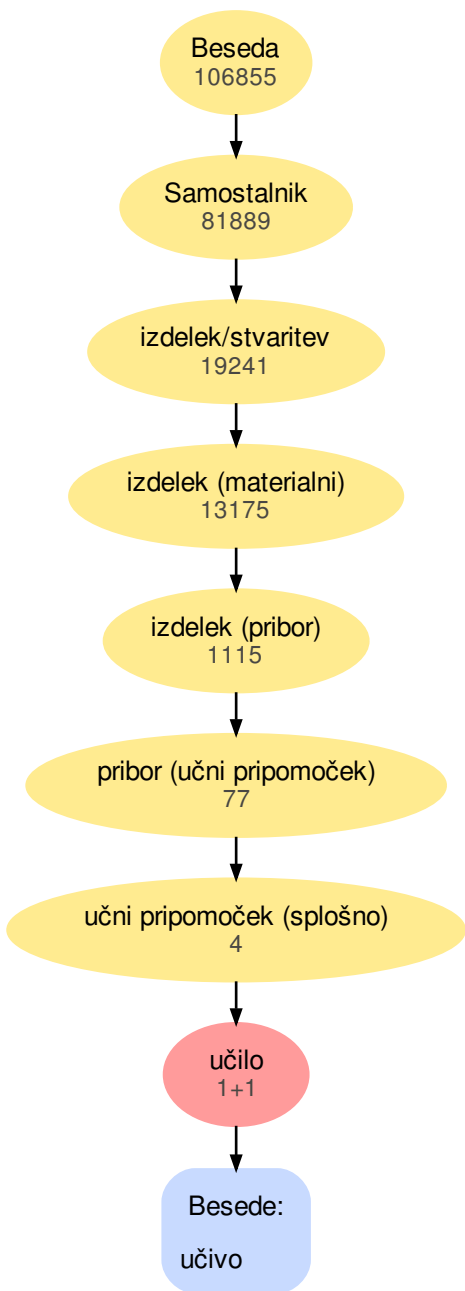 Beseda
106855
Samostalnik
81889
izdelek/stvaritev
19241
izdelek (materialni)
13175
izdelek (pribor)
1115
pribor (učni pripomoček)
77
učni pripomoček (splošno)
4
učilo
1+1
Besede:
učivo